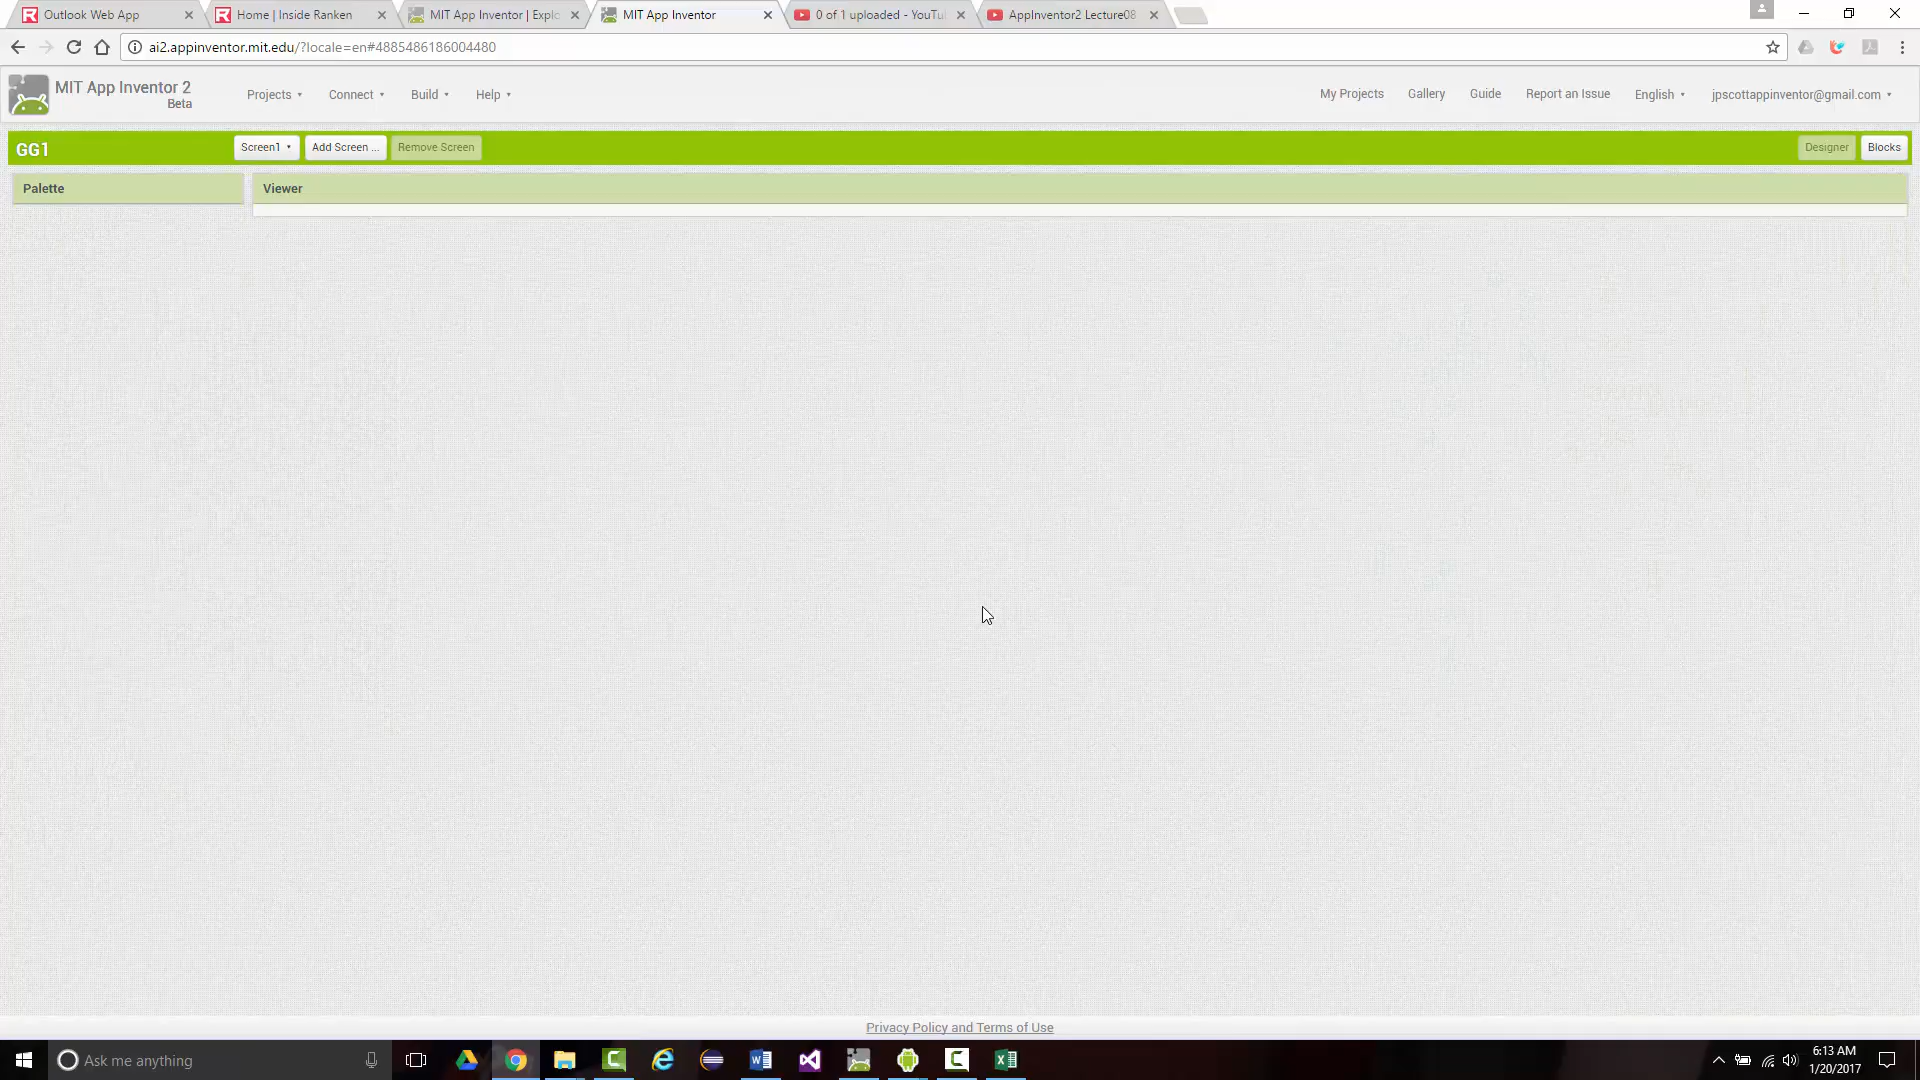 Outlook Web App
Home | Inside Ranken
MIT App Inventor | Explo
MIT App Inventor
0 of 1 uploaded - YouTu
AppInventor2 Lecture08
ai2.appinventor.mit.edu/?locale=en#4885486186004480
MIT App Inventor 2
Beta
Projects
Connect
Build
Help
My Projects
Gallery
Guide
Report an Issue
English
jpscottappinventor@gmail.com
GG1
Screen1
Add Screen ...
Remove Screen
Designer
Blocks
Palette
Viewer
Privacy Policy and Terms of Use
Ask me anything
6:13 AM
1/20/2017